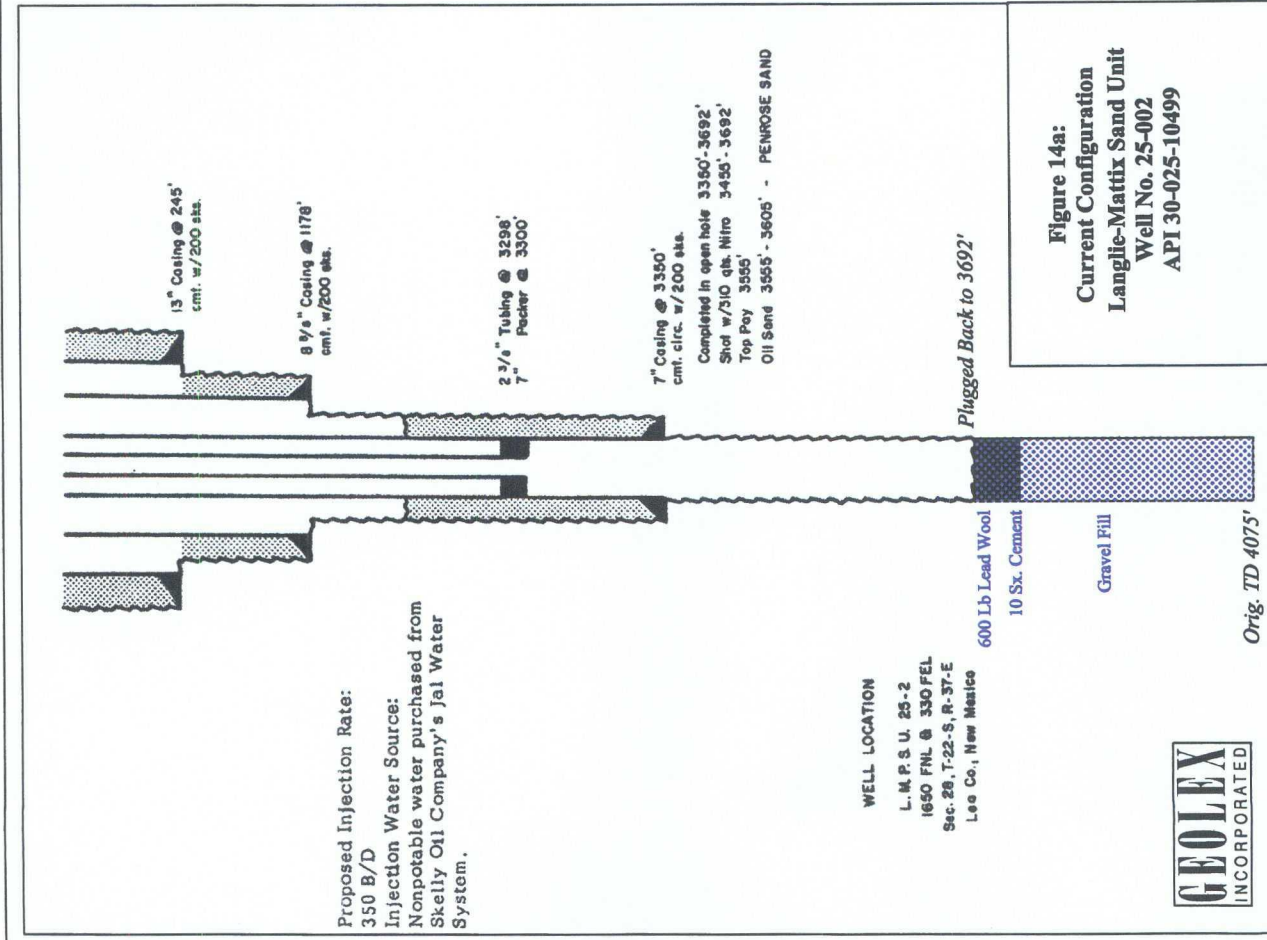 13" Casing @ 245'
cmt. w/200 sks.
8 5/8" Casing @ 1178'
cmt. w/200 sks.
2 3/8" Tubing @ 3298'
7" Packer @ 3300'
7" Casing @ 3350'
cmt. circ. w/200 sks.
Completed in open hole 3350'-3692'
Shot w/310 qts. Nitro 3455'-3692'
Top Pay 3555'
Oil Sand 3555'-3605' - PENROSE SAND
Proposed Injection Rate:
350 B/D
Injection Water Source:
Nonpotable water purchased from
Skelly Oil Company's Jal Water
System.
Plugged Back to 3692'
600 Lb Lead Wool
10 Sx. Cement
Gravel Fill
Orig. TD 4075'
WELL LOCATION
L. M. P. S. U. 25-2
1650 FNL & 330 FEL
Sec. 28, T-22-S, R-37-E
Lea Co., New Mexico
GEOLEX
INCORPORATED
Figure 14a:
Current Configuration
Langlie-Mattix Sand Unit
Well No. 25-002
API 30-025-10499